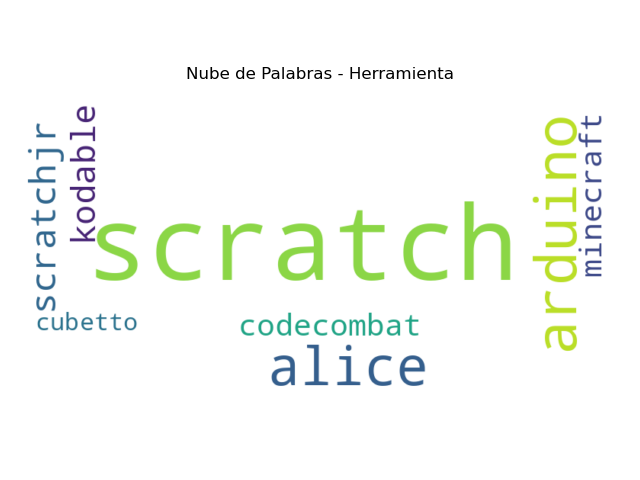 Nube de Palabras - Herramienta
scratchjr
kodable
scratch
arduino
minecraft
cubetto
codecombat
alice